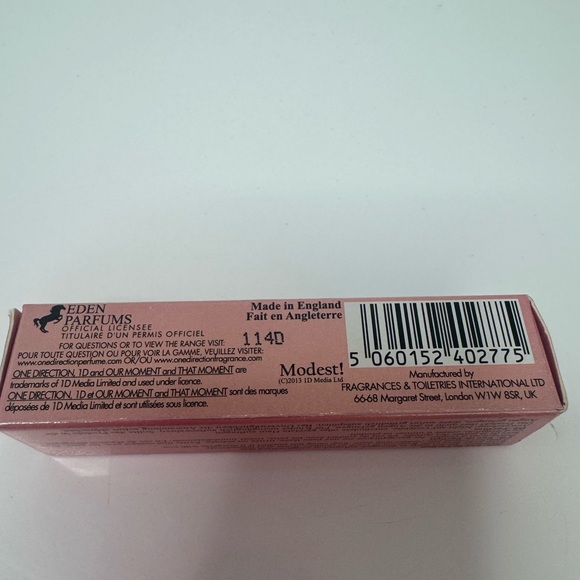 EDEN
PARFUMS
OFFICIAL LICENSEE
TITULAIRE D'UN PERMIS OFFICIEL
FOR QUESTIONS OR TO VIEW THE RANGE VISIT:
POUR TOUTE QUESTION OU POUR VOIR LA GAMME, VEUILLEZ VISITER:
www.onedirectionperfume.com OR/OU www.onedirectionfragrance.com
ONE DIRECTION, 1D and OUR MOMENT and THAT MOMENT are
trademarks of 1D Media Limited and used under licence.
ONE DIRECTION, 1D et OUR MOMENT and THAT MOMENT sont des marques
déposées de 1D Media Limited et sont utilisées sous licence.
Made in England
Fait en Angleterre
114D
Modest!
(C)2013 1D Media Ltd
5 060152 402775
Manufactured by
FRAGRANCES & TOILETRIES INTERNATIONAL LTD
66-68 Margaret Street, London W1W 8SR, UK